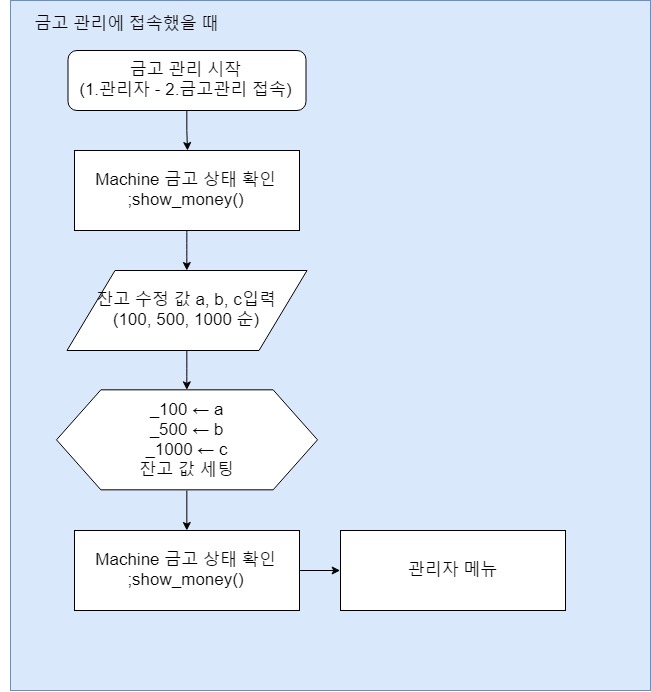 금고 관리에 접속했을 때
금고 관리 시작
(1.관리자 - 2.금고관리 접속)
Machine 금고 상태 확인
;show_money()
잔고 수정 값 a, b, c입력
(100, 500, 1000 순)
_100 ← a
_500 ← b
_1000 ← c
잔고 값 세팅
Machine 금고 상태 확인
;show_money()
관리자 메뉴